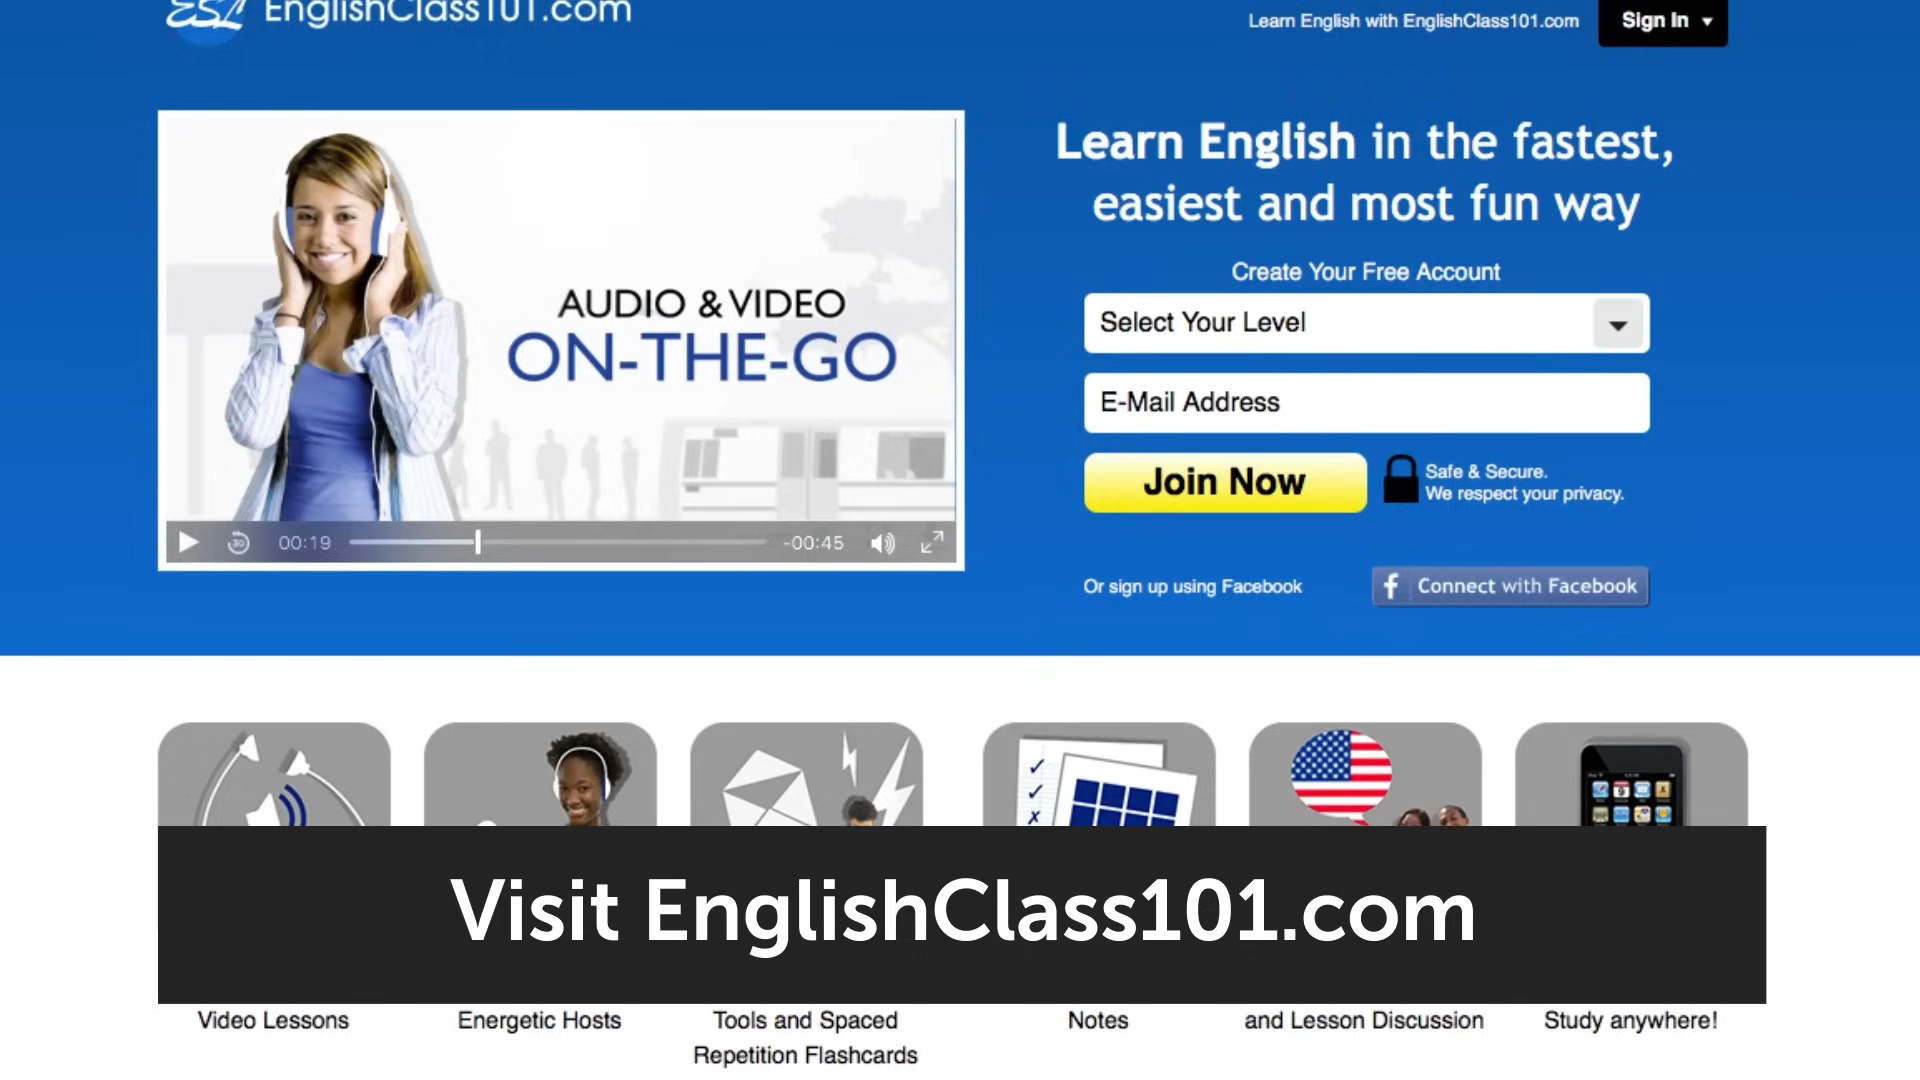 ESL EnglishClass101.com
Learn English with EnglishClass101.com
Sign In
AUDIO & VIDEO
ON-THE-GO
30
00:19
-00:45
Learn English in the fastest,
easiest and most fun way
Create Your Free Account
Select Your Level
E-Mail Address
Join Now
Safe & Secure.
We respect your privacy.
Or sign up using Facebook
f Connect with Facebook
Visit EnglishClass101.com
Video Lessons
Energetic Hosts
Tools and Spaced
Repetition Flashcards
Notes
and Lesson Discussion
Study anywhere!